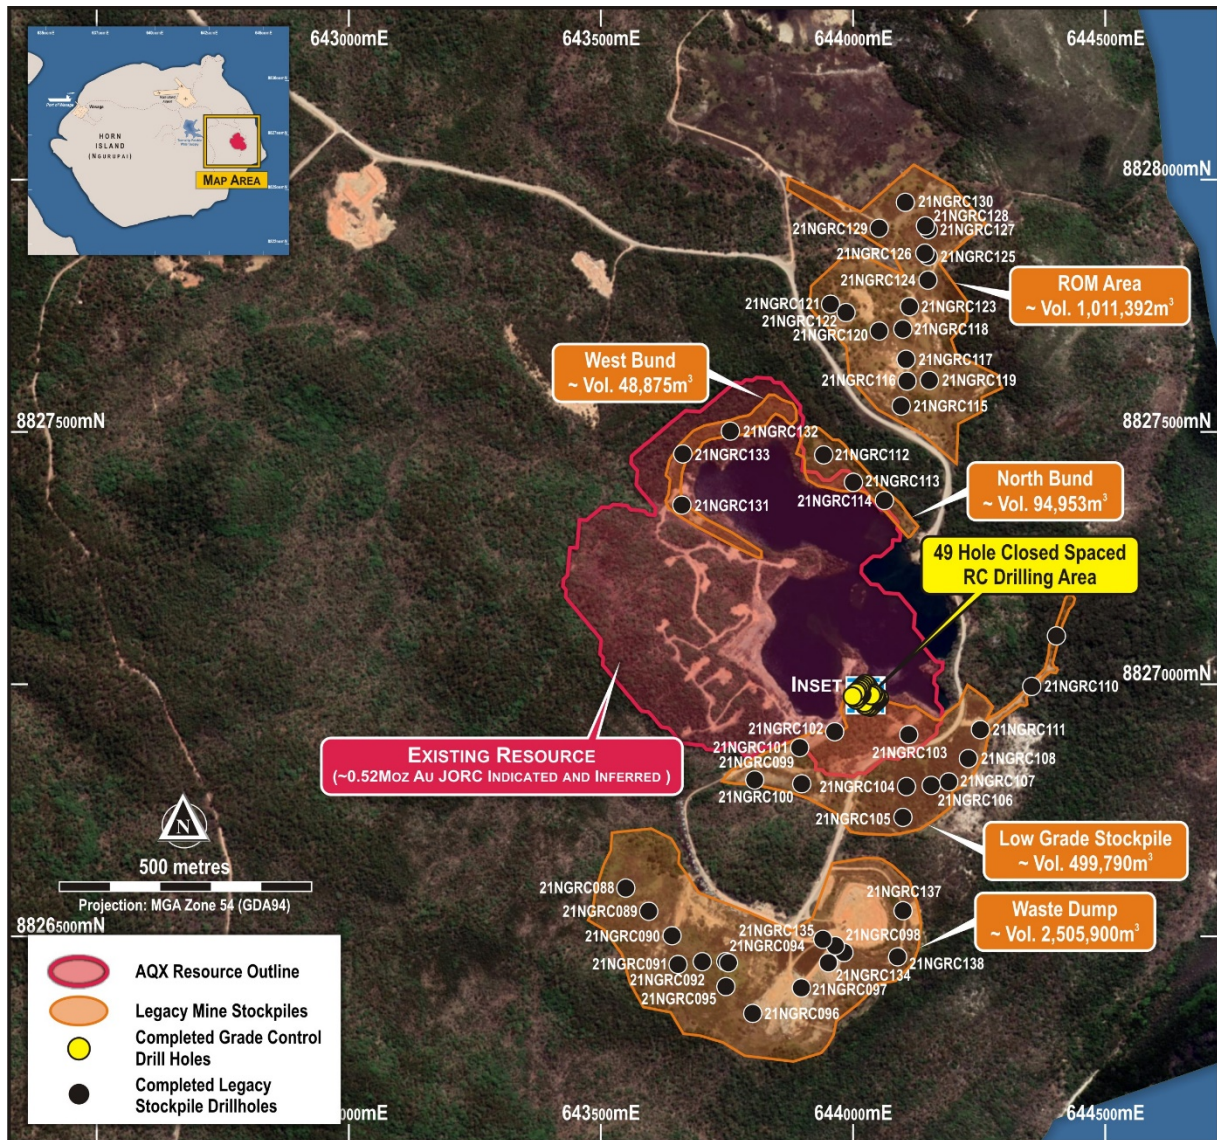 643000mE
643500mE
644000mE
644500mE
HORN
ISLAND
(NGURUPAI)
MAP AREA
8828000mN
21NGRC130
21NGRC128
21NGRC129
21NGRC127
21NGRC126
21NGRC125
21NGRC124
ROM Area
~ Vol. 1,011,392m³
21NGRC121
21NGRC123
21NGRC122
21NGRC120
21NGRC118
West Bund
~ Vol. 48,875m³
21NGRC117
21NGRC116
21NGRC119
21NGRC115
8827500mN
8827500mN
21NGRC132
21NGRC133
21NGRC112
21NGRC113
21NGRC114
21NGRC131
North Bund
~ Vol. 94,953m³
49 Hole Closed Spaced
RC Drilling Area
INSET
8827000mN
21NGRC110
21NGRC102
21NGRC101
21NGRC103
21NGRC111
21NGRC099
21NGRC108
21NGRC100
21NGRC104
21NGRC107
21NGRC106
21NGRC105
EXISTING RESOURCE
(~0.52MOZ AU JORC INDICATED AND INFERRED )
N
500 metres
Projection: MGA Zone 54 (GDA94)
Low Grade Stockpile
~ Vol. 499,790m³
21NGRC088
21NGRC137
21NGRC089
8826500mN
21NGRC090
21NGRC135
21NGRC098
21NGRC094
Waste Dump
~ Vol. 2,505,900m³
21NGRC091
21NGRC092
21NGRC134
21NGRC138
21NGRC095
21NGRC097
21NGRC096
AQX Resource Outline
Legacy Mine Stockpiles
Completed Grade Control
Drill Holes
Completed Legacy
Stockpile Drillholes
000mE
643500mE
644000mE
644500mE